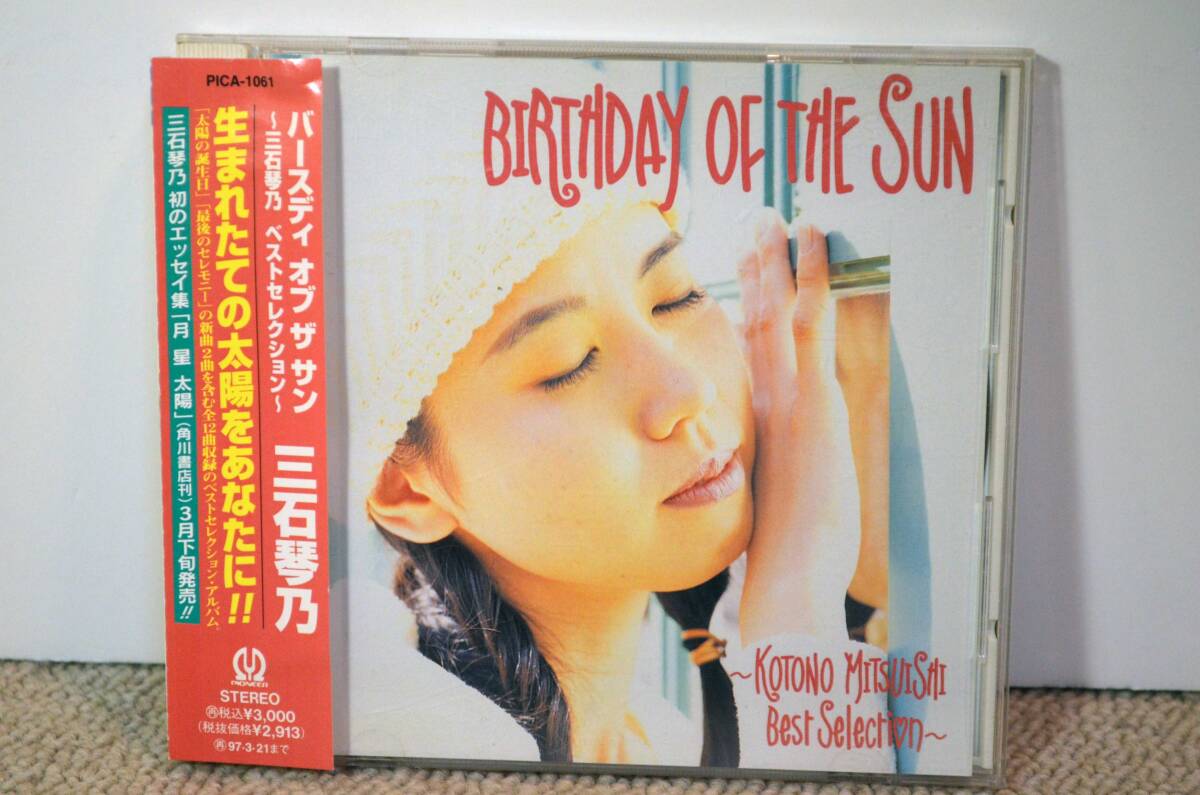 PICA-1061
バースディ オブ ザ サン
～三石琴乃 ベストセレクション～
三石琴乃
生まれたての太陽をあなたに!!
「太陽の誕生日」「最後のセレモニー」の新曲2曲を含む全12曲収録のベストセレクション・アルバム。
三石琴乃 初のエッセイ集「月 星 太陽」(角川書店刊)3月下旬発売!!
PIONEER
STEREO
再税込¥3,000
(税抜価格¥2,913)
再97・3・21まで
BIRTHDAY OF THE SUN
~KOTONO MITSUISHI
Best Selection~